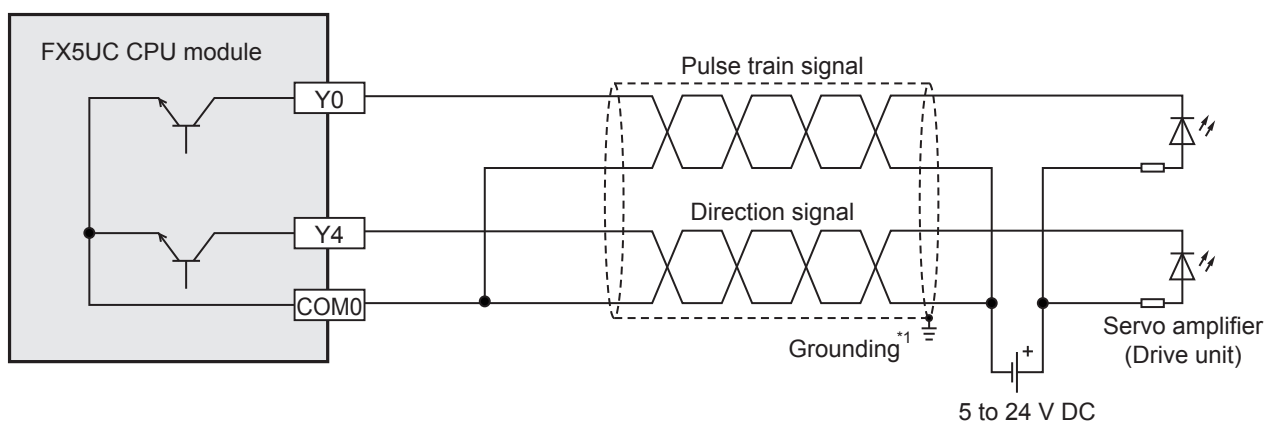 FX5UC CPU module
Pulse train signal
Y0
Direction signal
Y4
COM0
Grounding*1
Servo amplifier
(Drive unit)
+
5 to 24 V DC